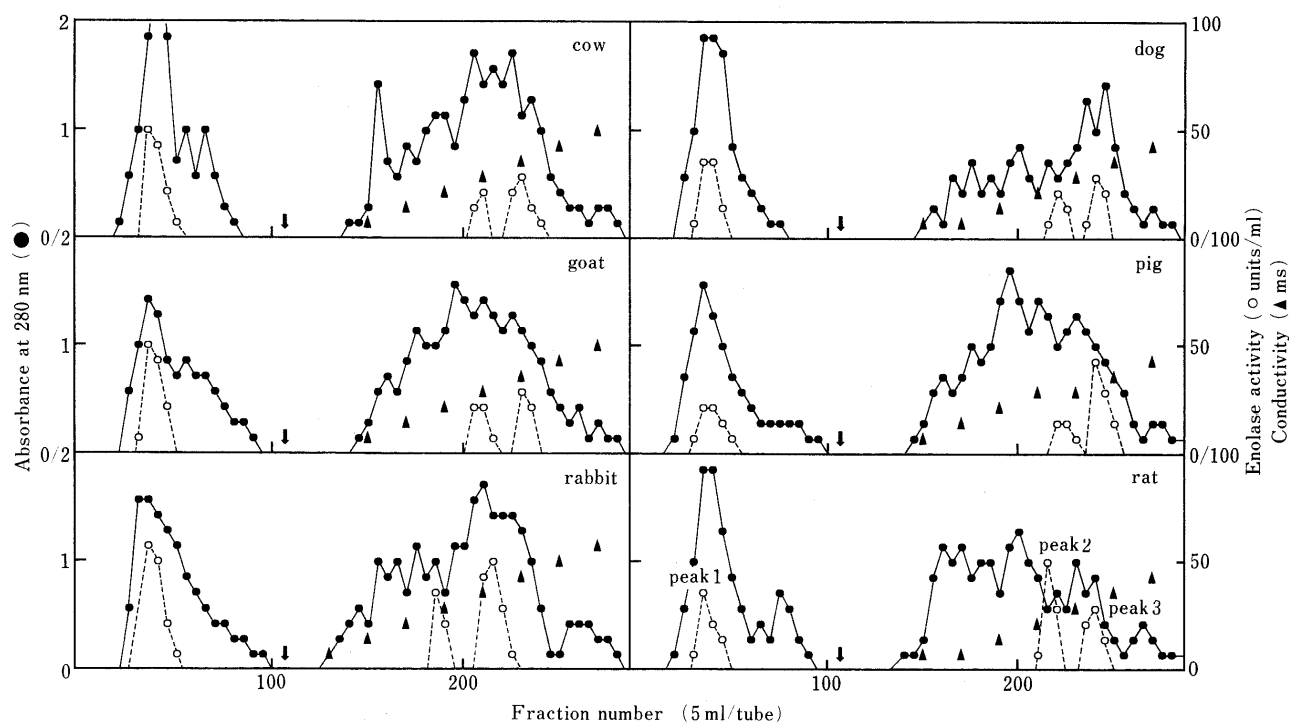 2
100
cow
dog
1
50
0/2
0/100
goat
pig
1
50
0/2
0/100
rabbit
rat
peak 1
peak 2
peak 3
1
50
0
0
100
200
100
200
Absorbance at 280 nm (●)
Enolase activity (○ units/ml)
Conductivity (▲ ms)
Fraction number (5 ml/tube)